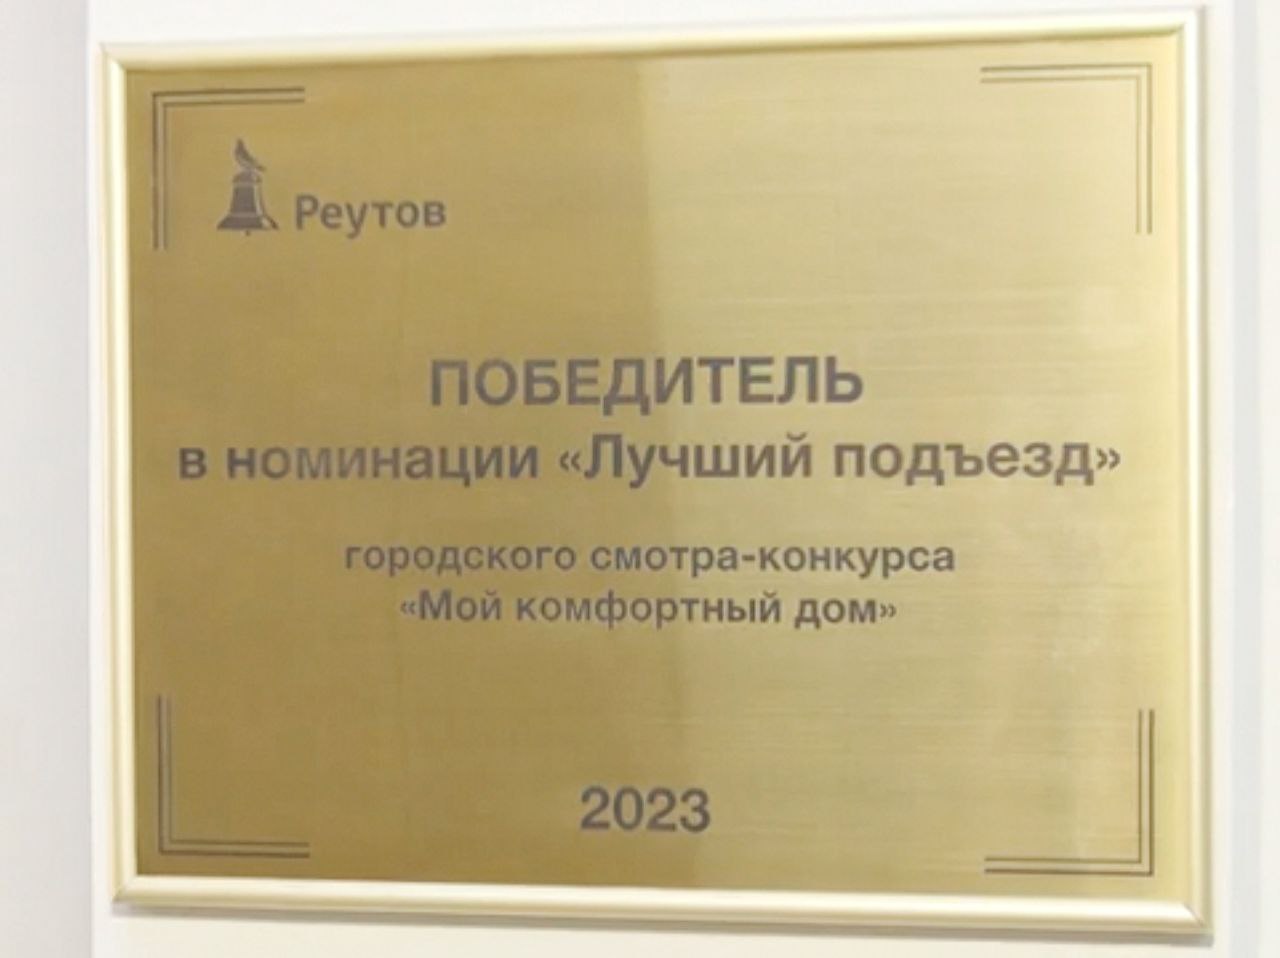 Реутов
ПОБЕДИТЕЛЬ
в номинации «Лучший подъезд»
городского смотра-конкурса
«Мой комфортный дом»
2023